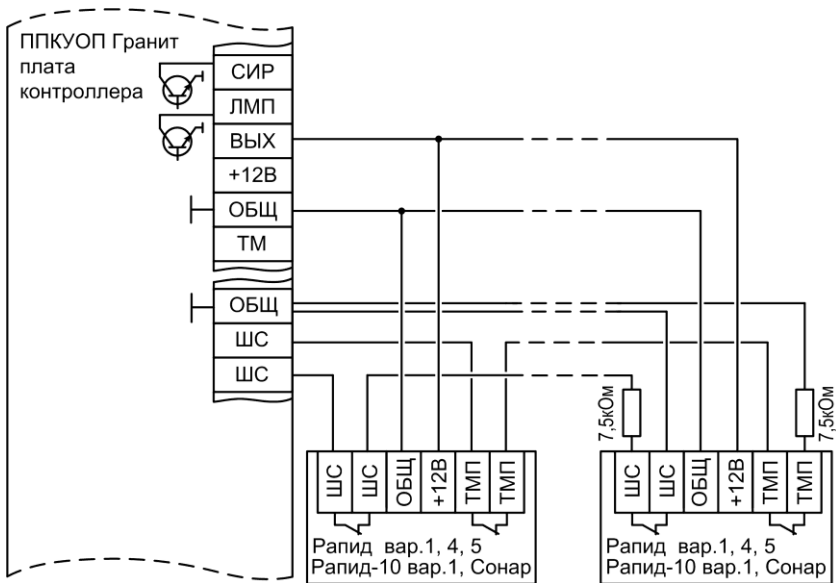 ППКУОП Гранит
плата
контроллера
СИР
ЛМП
ВЫХ
+12В
ОБЩ
ТМ
ОБЩ
ШС
ШС
7,5кОм
7,5кОм
ШС
ШС
ОБЩ
+12В
ТМП
ТМП
Рапид вар.1, 4, 5
Рапид-10 вар.1, Сонар
ШС
ШС
ОБЩ
+12В
ТМП
ТМП
Рапид вар.1, 4, 5
Рапид-10 вар.1, Сонар